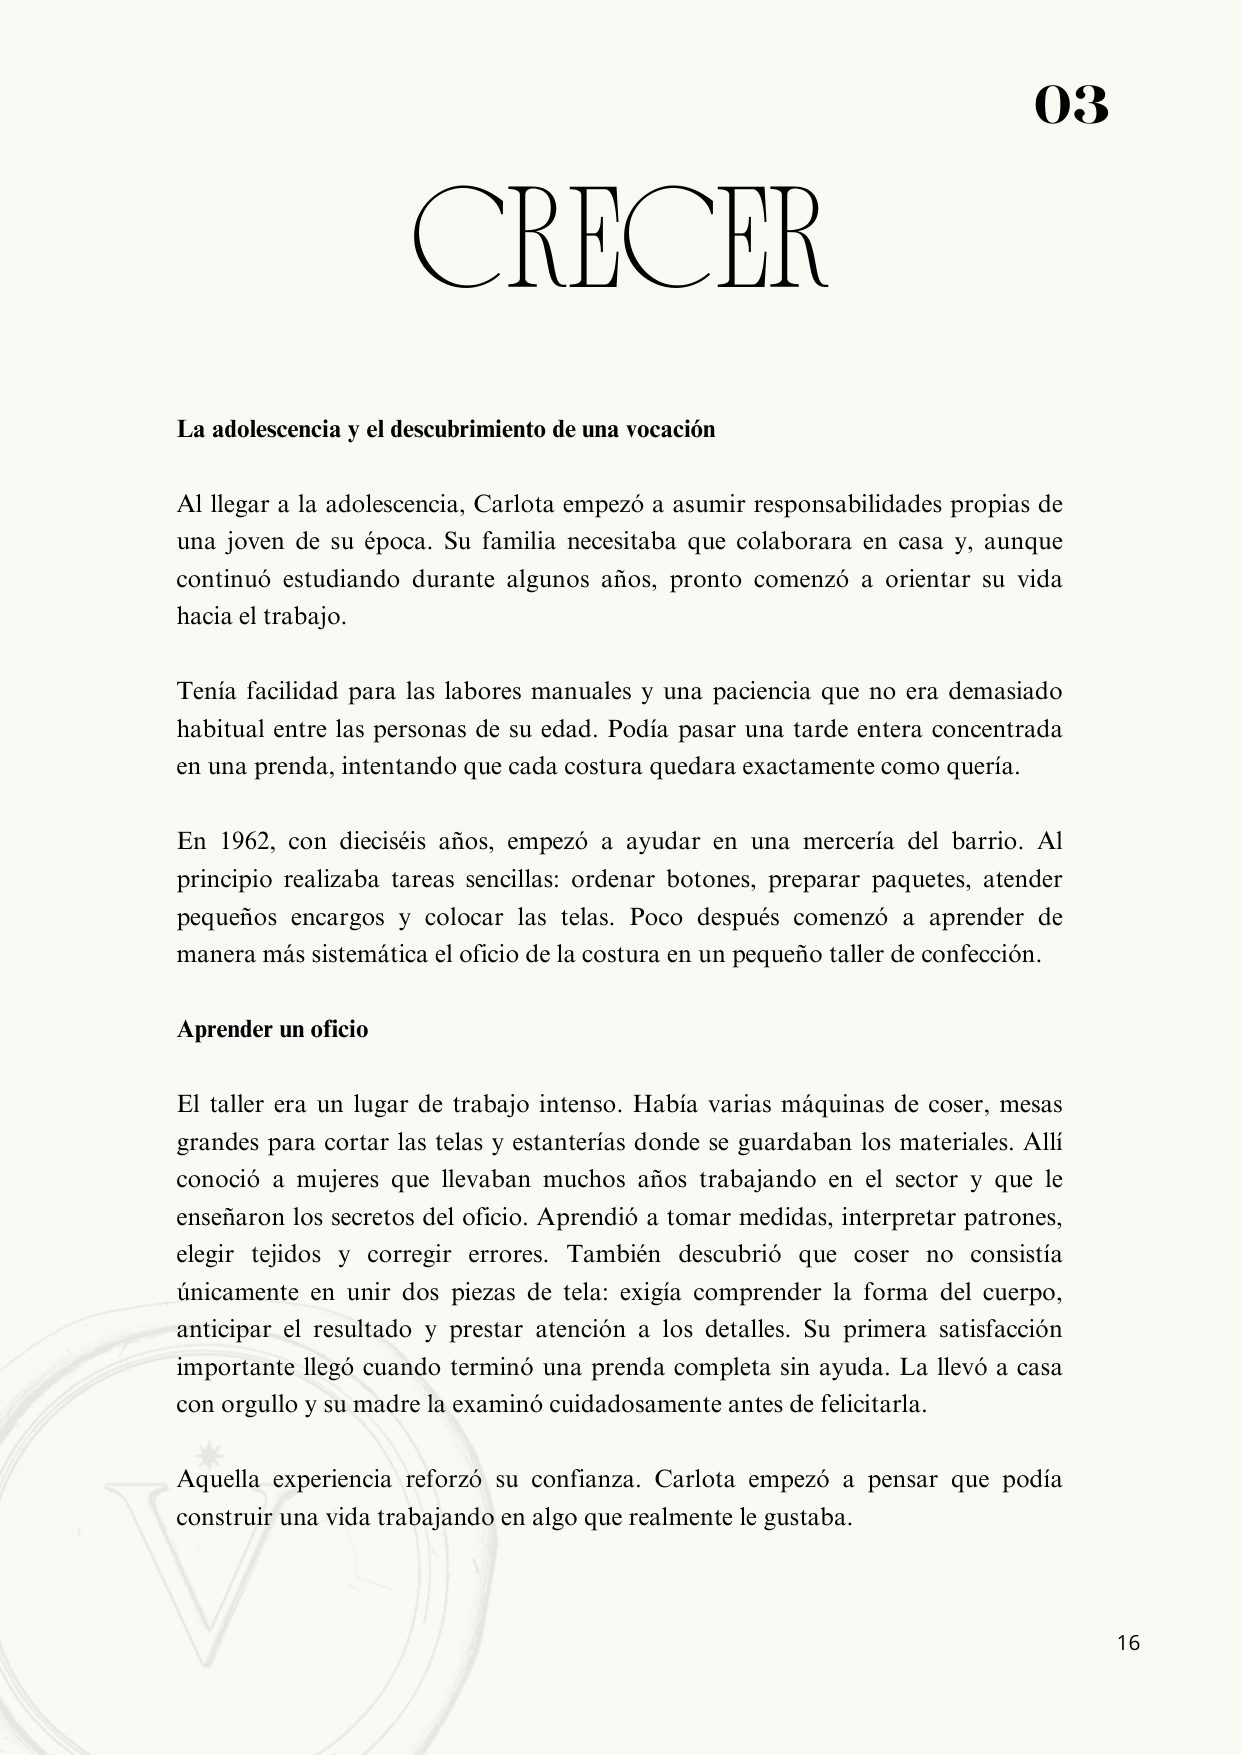 03
CRECER
La adolescencia y el descubrimiento de una vocación
Al llegar a la adolescencia, Carlota empezó a asumir responsabilidades propias de
una joven de su época. Su familia necesitaba que colaborara en casa y, aunque
continuó estudiando durante algunos años, pronto comenzó a orientar su vida
hacia el trabajo.
Tenía facilidad para las labores manuales y una paciencia que no era demasiado
habitual entre las personas de su edad. Podía pasar una tarde entera concentrada
en una prenda, intentando que cada costura quedara exactamente como quería.
En 1962, con dieciséis años, empezó a ayudar en una mercería del barrio. Al
principio realizaba tareas sencillas: ordenar botones, preparar paquetes, atender
pequeños encargos y colocar las telas. Poco después comenzó a aprender de
manera más sistemática el oficio de la costura en un pequeño taller de confección.
Aprender un oficio
El taller era un lugar de trabajo intenso. Había varias máquinas de coser, mesas
grandes para cortar las telas y estanterías donde se guardaban los materiales. Allí
conoció a mujeres que llevaban muchos años trabajando en el sector y que le
enseñaron los secretos del oficio. Aprendió a tomar medidas, interpretar patrones,
elegir tejidos y corregir errores. También descubrió que coser no consistía
únicamente en unir dos piezas de tela: exigía comprender la forma del cuerpo,
anticipar el resultado y prestar atención a los detalles. Su primera satisfacción
importante llegó cuando terminó una prenda completa sin ayuda. La llevó a casa
con orgullo y su madre la examinó cuidadosamente antes de felicitarla.
Aquella experiencia reforzó su confianza. Carlota empezó a pensar que podía
construir una vida trabajando en algo que realmente le gustaba.
V
16